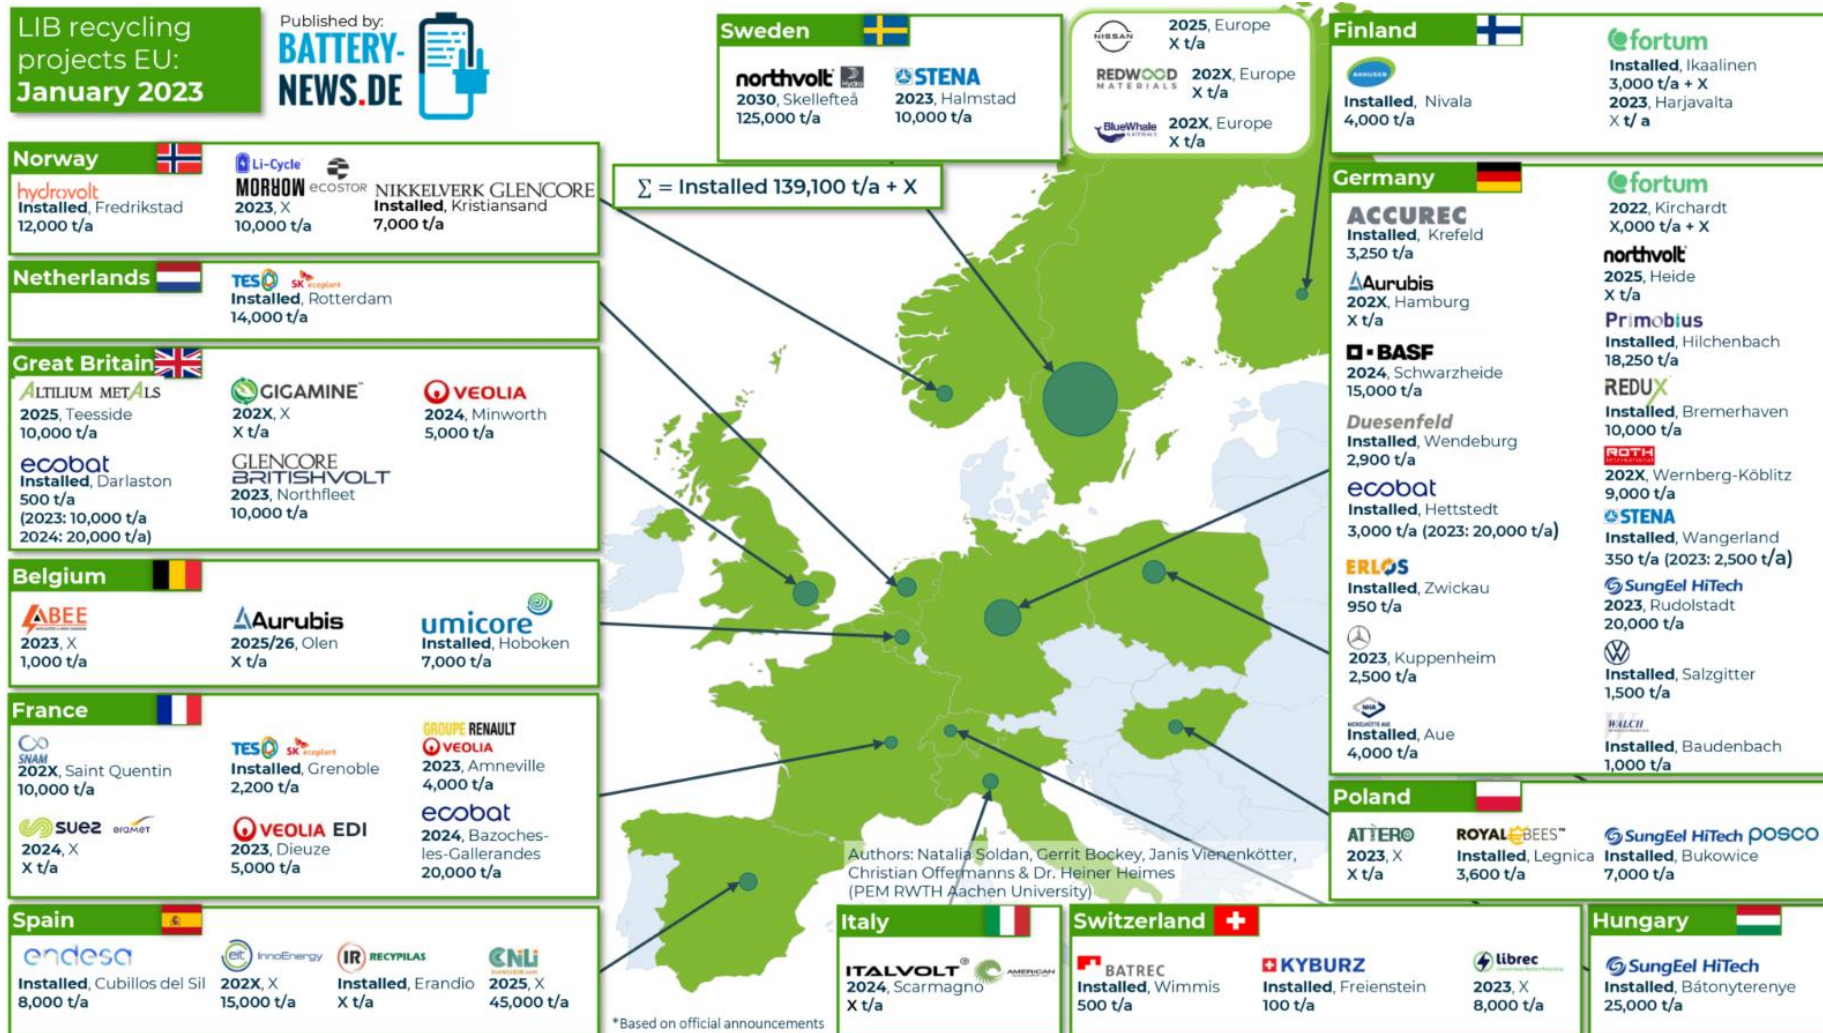 LIB recycling
projects EU:
January 2023
Published by:
BATTERY-
NEWS.DE
Sweden
northvolt hydro
2030, Skellefteå
125,000 t/a
STENA
2023, Halmstad
10,000 t/a
NISSAN
2025, Europe
X t/a
REDWOOD
MATERIALS
202X, Europe
X t/a
BlueWhale
MATERIALS
202X, Europe
X t/a
Finland
AKKUSER
Installed, Nivala
4,000 t/a
fortum
Installed, Ikaalinen
3,000 t/a + X
2023, Harjavalta
X t/ a
Σ = Installed 139,100 t/a + X
Norway
hydrovolt
Installed, Fredrikstad
12,000 t/a
Li-Cycle
MORROW ECOSTOR
2023, X
10,000 t/a
NIKKELVERK GLENCORE
Installed, Kristiansand
7,000 t/a
Netherlands
TES SK ecoplant
Installed, Rotterdam
14,000 t/a
Great Britain
ALTILIUM METALS
2025, Teesside
10,000 t/a
GIGAMINE™
202X, X
X t/a
VEOLIA
2024, Minworth
5,000 t/a
ecobat
Installed, Darlaston
500 t/a
(2023: 10,000 t/a
2024: 20,000 t/a)
GLENCORE
BRITISHVOLT
2023, Northfleet
10,000 t/a
Belgium
ABEE
2023, X
1,000 t/a
Aurubis
2025/26, Olen
X t/a
umicore
Installed, Hoboken
7,000 t/a
France
SNAM
202X, Saint Quentin
10,000 t/a
TES SK ecoplant
Installed, Grenoble
2,200 t/a
GROUPE RENAULT
VEOLIA
2023, Amneville
4,000 t/a
suez eramet
2024, X
X t/a
VEOLIA EDI
2023, Dieuze
5,000 t/a
ecobat
2024, Bazoches-
les-Gallerandes
20,000 t/a
Spain
endesa
Installed, Cubillos del Sil
8,000 t/a
eit InnoEnergy
202X, X
15,000 t/a
IR RECYPILAS
Installed, Erandio
X t/a
CNLi
2025, X
45,000 t/a
Germany
ACCUREC
Installed, Krefeld
3,250 t/a
Aurubis
202X, Hamburg
X t/a
BASF
2024, Schwarzheide
15,000 t/a
Duesenfeld
Installed, Wendeburg
2,900 t/a
ecobat
Installed, Hettstedt
3,000 t/a (2023: 20,000 t/a)
ERLOS
Installed, Zwickau
950 t/a
2023, Kuppenheim
2,500 t/a
NHA
NICKELHÜTTE AUE
Installed, Aue
4,000 t/a
fortum
2022, Kirchardt
X,000 t/a + X
northvolt
2025, Heide
X t/a
Primobius
Installed, Hilchenbach
18,250 t/a
REDUX
Installed, Bremerhaven
10,000 t/a
ROTH
INTERNATIONAL
202X, Wernberg-Köblitz
9,000 t/a
STENA
Installed, Wangerland
350 t/a (2023: 2,500 t/a)
SungEel HiTech
2023, Rudolstadt
20,000 t/a
Installed, Salzgitter
1,500 t/a
WALCH
Installed, Baudenbach
1,000 t/a
Poland
ATTERO
2023, X
X t/a
ROYAL BEES™
Installed, Legnica
3,600 t/a
SungEel HiTech posco
Installed, Bukowice
7,000 t/a
Authors: Natalia Soldan, Gerrit Bockey, Janis Vienenkötter,
Christian Offermanns & Dr. Heiner Heimes
(PEM RWTH Aachen University)
Italy
ITALVOLT® AMERICAN
2024, Scarmagno
X t/a
Switzerland
BATREC
Installed, Wimmis
500 t/a
KYBURZ
Installed, Freienstein
100 t/a
librec
2023, X
8,000 t/a
Hungary
SungEel HiTech
Installed, Bátonyterenye
25,000 t/a
*Based on official announcements